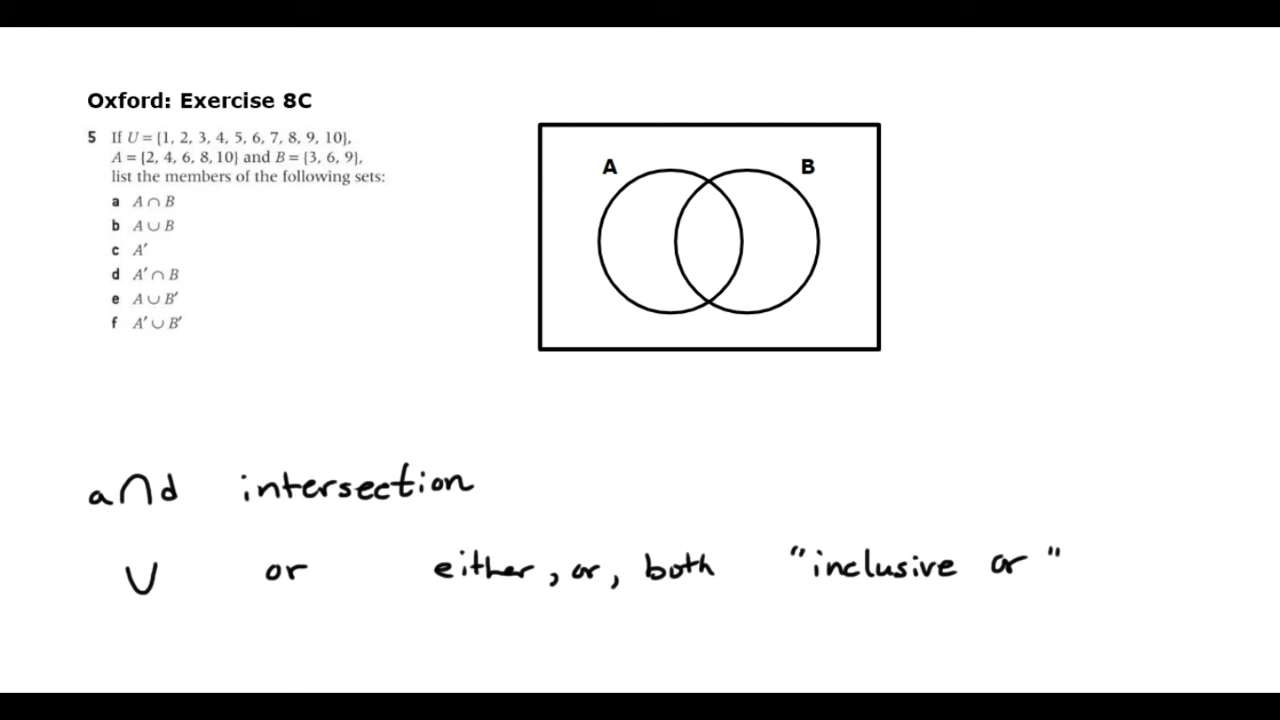 Oxford: Exercise 8C
5 If U = {1, 2, 3, 4, 5, 6, 7, 8, 9, 10},
A = {2, 4, 6, 8, 10} and B = {3, 6, 9},
list the members of the following sets:
a A ∩ B
b A ∪ B
c A′
d A′ ∩ B
e A ∪ B′
f A′ ∪ B′
A B
a∩d intersection
∪ or either, or, both "inclusive or"